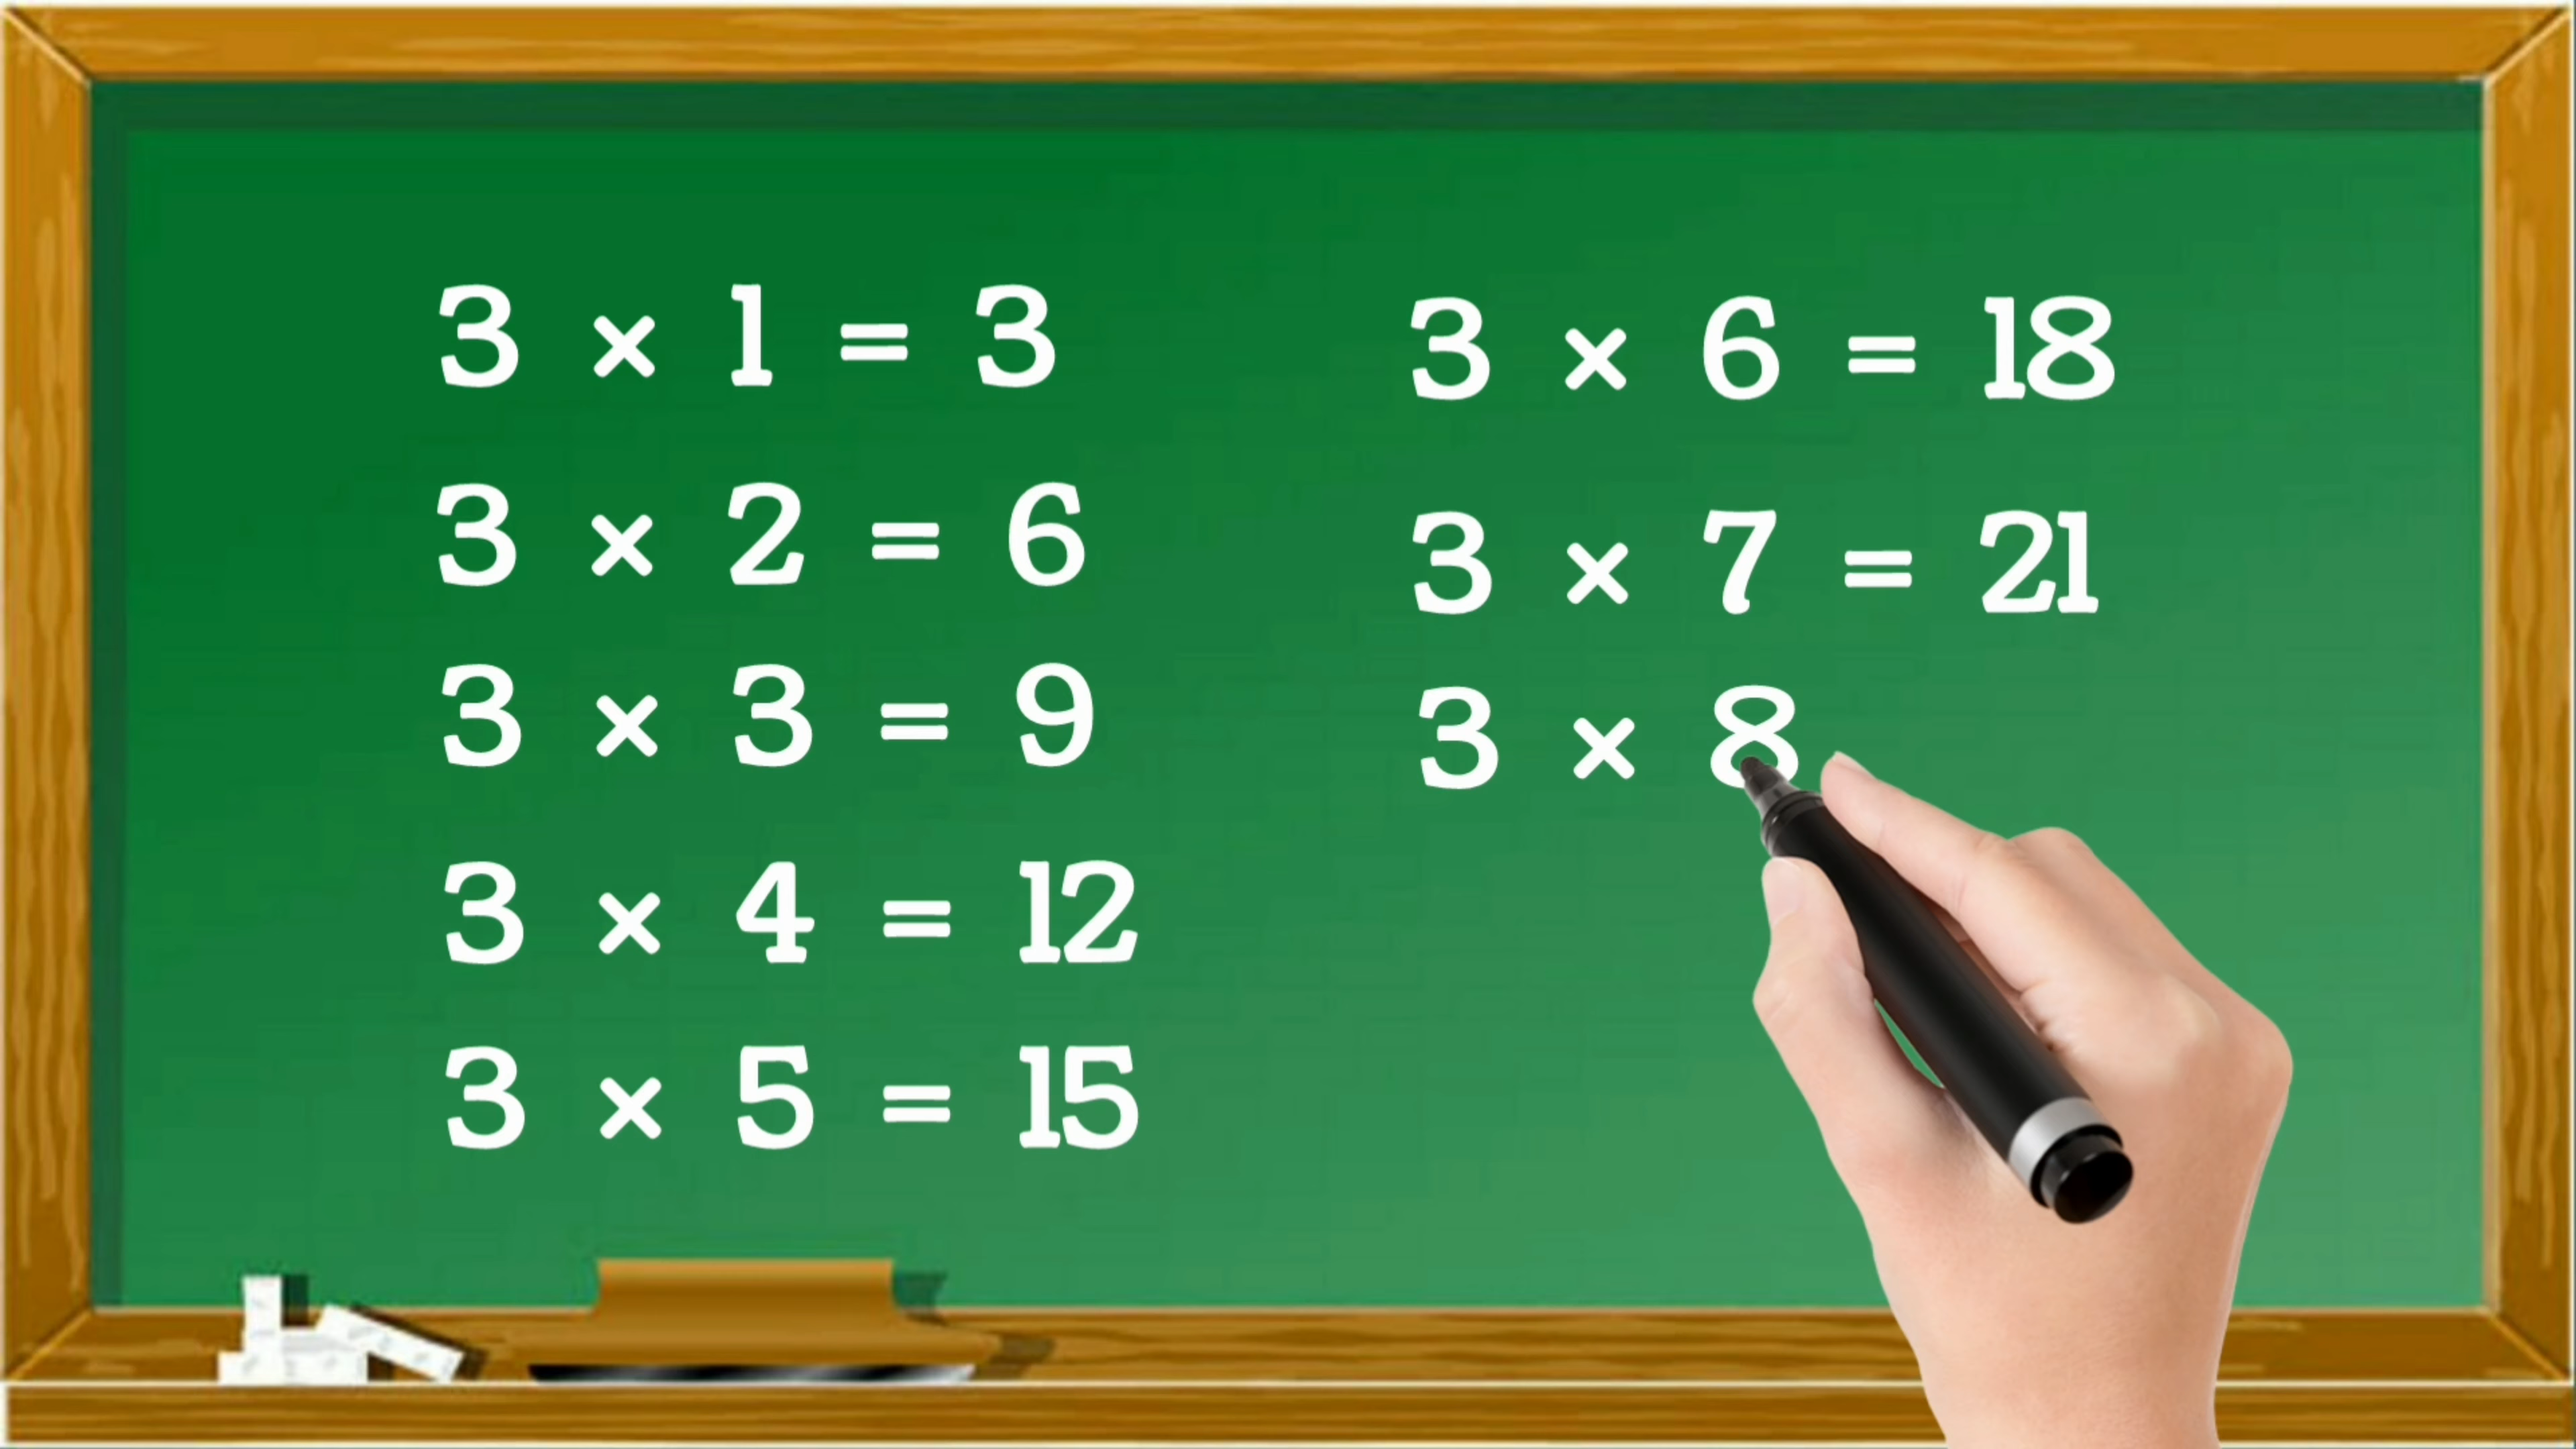 3 × 1 = 3
3 × 2 = 6
3 × 3 = 9
3 × 4 = 12
3 × 5 = 15
3 × 6 = 18
3 × 7 = 21
3 × 8